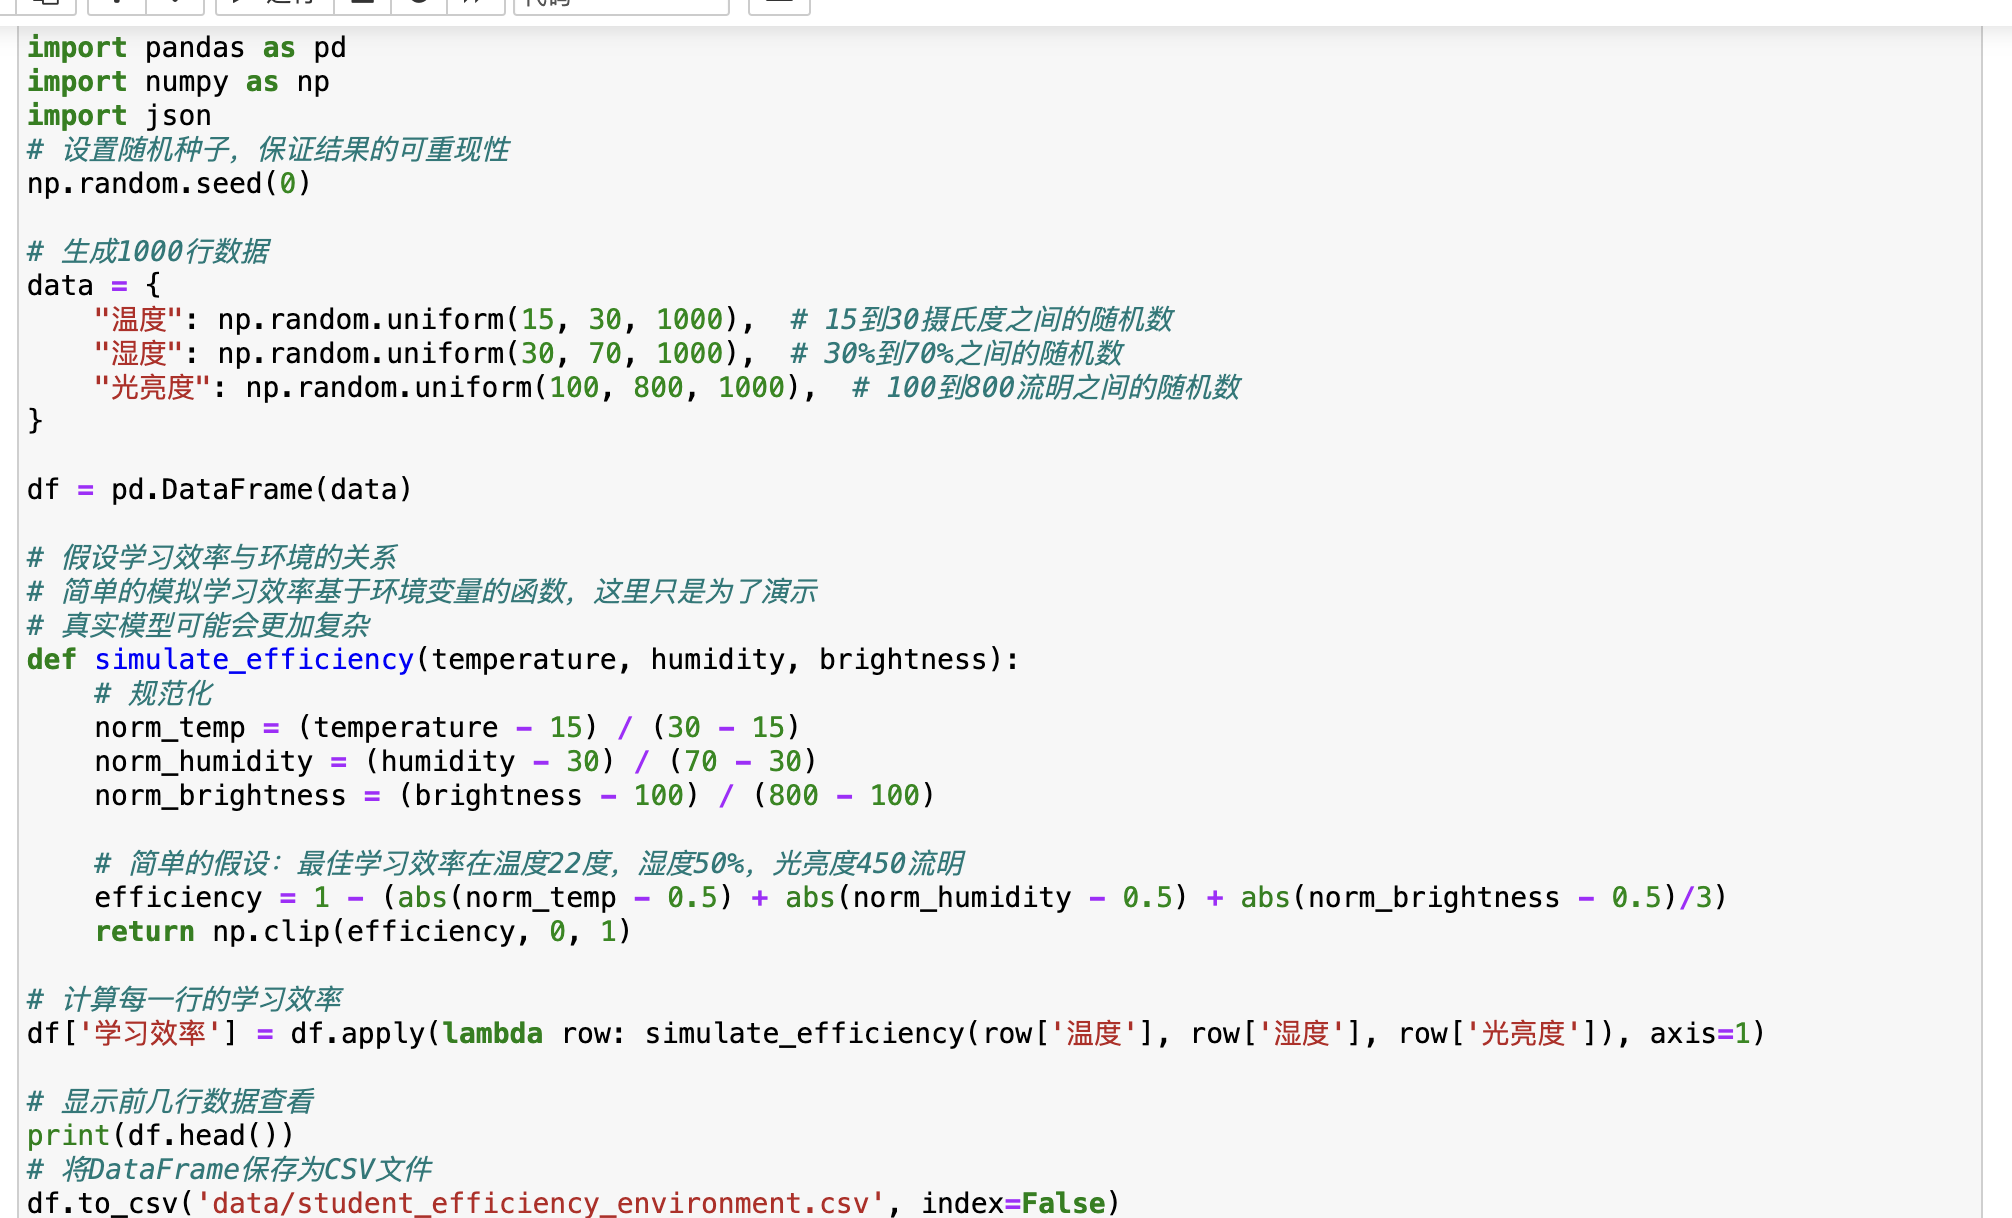 import pandas as pd
import numpy as np
import json
# 设置随机种子，保证结果的可重现性
np.random.seed(0)
# 生成1000行数据
data = {
    "温度": np.random.uniform(15, 30, 1000),  # 15到30摄氏度之间的随机数
    "湿度": np.random.uniform(30, 70, 1000),  # 30%到70%之间的随机数
    "光亮度": np.random.uniform(100, 800, 1000),  # 100到800流明之间的随机数
}
df = pd.DataFrame(data)
# 假设学习效率与环境的关系
# 简单的模拟学习效率基于环境变量的函数，这里只是为了演示
# 真实模型可能会更加复杂
def simulate_efficiency(temperature, humidity, brightness):
    # 规范化
    norm_temp = (temperature - 15) / (30 - 15)
    norm_humidity = (humidity - 30) / (70 - 30)
    norm_brightness = (brightness - 100) / (800 - 100)
    # 简单的假设：最佳学习效率在温度22度，湿度50%，光亮度450流明
    efficiency = 1 - (abs(norm_temp - 0.5) + abs(norm_humidity - 0.5) + abs(norm_brightness - 0.5)/3)
    return np.clip(efficiency, 0, 1)
# 计算每一行的学习效率
df['学习效率'] = df.apply(lambda row: simulate_efficiency(row['温度'], row['湿度'], row['光亮度']), axis=1)
# 显示前几行数据查看
print(df.head())
# 将DataFrame保存为CSV文件
df.to_csv('data/student_efficiency_environment.csv', index=False)